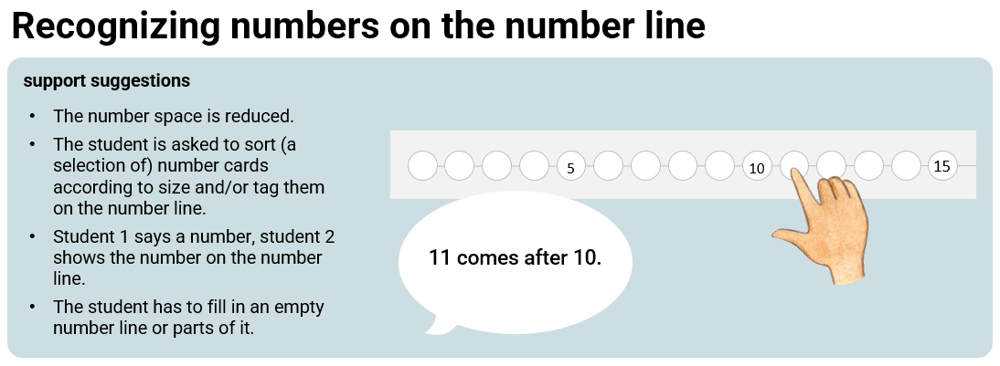 Recognizing numbers on the number line
support suggestions
• The number space is reduced.
• The student is asked to sort (a
selection of) number cards
according to size and/or tag them
on the number line.
• Student 1 says a number, student 2
shows the number on the number
line.
• The student has to fill in an empty
number line or parts of it.
5 10 15
11 comes after 10.